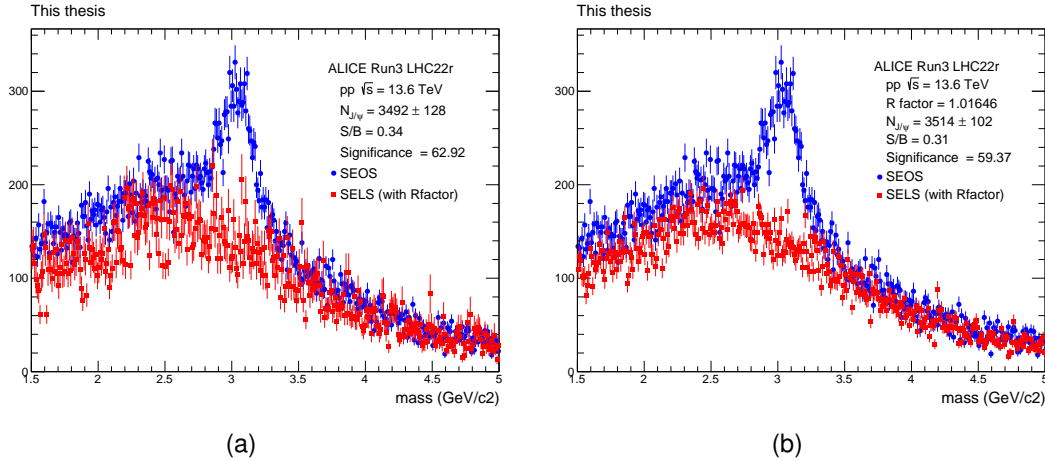 This thesis
ALICE Run3 LHC22r
pp √s = 13.6 TeV
N_{J/ψ} = 3492 ± 128
S/B = 0.34
Significance = 62.92
SEOS
SELS (with Rfactor)
300
200
100
0
1.5 2 2.5 3 3.5 4 4.5 5
mass (GeV/c2)
(a)
This thesis
ALICE Run3 LHC22r
pp √s = 13.6 TeV
R factor = 1.01646
N_{J/ψ} = 3514 ± 102
S/B = 0.31
Significance = 59.37
SEOS
SELS (with Rfactor)
300
200
100
0
1.5 2 2.5 3 3.5 4 4.5 5
mass (GeV/c2)
(b)